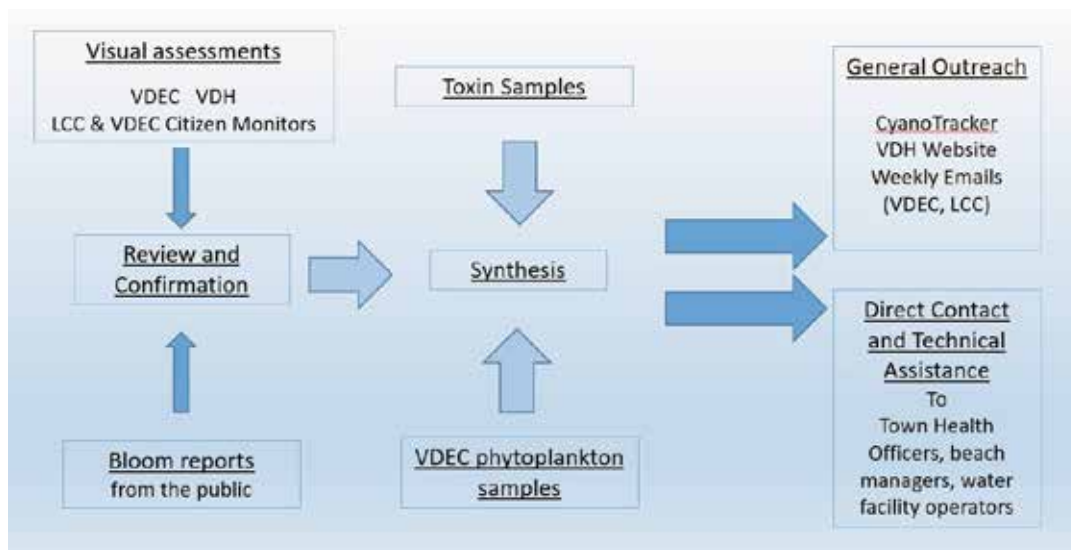 Visual assessments
VDEC VDH
LCC & VDEC Citizen Monitors
Toxin Samples
General Outreach
CyanoTracker
VDH Website
Weekly Emails
(VDEC, LCC)
Review and
Confirmation
Synthesis
Direct Contact
and Technical
Assistance
To
Town Health
Officers, beach
managers, water
facility operators
Bloom reports
from the public
VDEC phytoplankton
samples